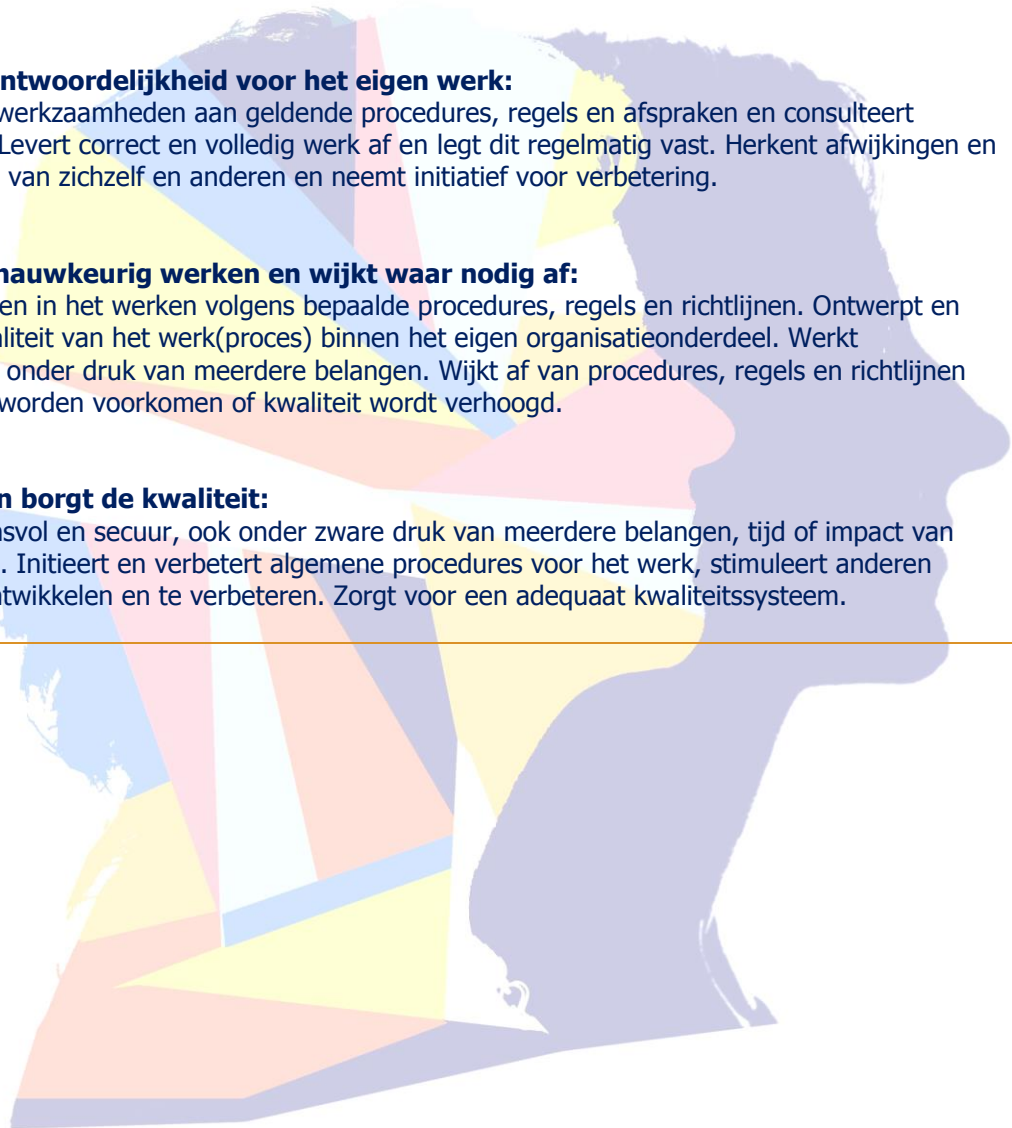 ntwoordelijkheid voor het eigen werk:
werkzaamheden aan geldende procedures, regels en afspraken en consulteert
Levert correct en volledig werk af en legt dit regelmatig vast. Herkent afwijkingen en
van zichzelf en anderen en neemt initiatief voor verbetering.
nauwkeurig werken en wijkt waar nodig af:
en in het werken volgens bepaalde procedures, regels en richtlijnen. Ontwerpt en
liteit van het werk(proces) binnen het eigen organisatieonderdeel. Werkt
onder druk van meerdere belangen. Wijkt af van procedures, regels en richtlijnen
worden voorkomen of kwaliteit wordt verhoogd.
n borgt de kwaliteit:
svol en secuur, ook onder zware druk van meerdere belangen, tijd of impact van
. Initieert en verbetert algemene procedures voor het werk, stimuleert anderen
twikkelen en te verbeteren. Zorgt voor een adequaat kwaliteitssysteem.